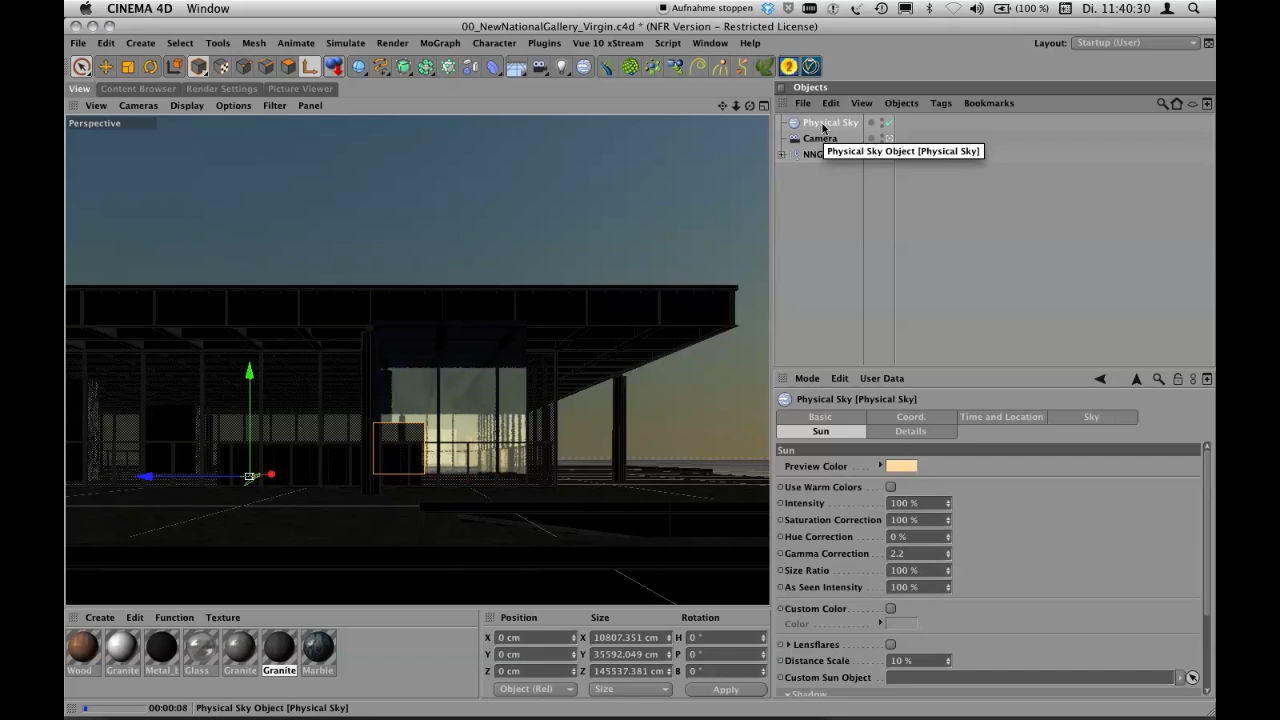 CINEMA 4D Window Aufnahme stoppen (100 %) Di. 11:40:30
00_NewNationalGallery_Virgin.c4d * (NFR Version - Restricted License)
File Edit Create Select Tools Mesh Animate Simulate Render MoGraph Character Plugins Vue 10 xStream Script Window Help Layout: Startup (User)
View Content Browser Render Settings Picture Viewer
View Cameras Display Options Filter Panel
Perspective
Objects
File Edit View Objects Tags Bookmarks
Physical Sky
Camera
NNG
Physical Sky Object [Physical Sky]
Mode Edit User Data
Physical Sky [Physical Sky]
Basic Coord. Time and Location Sky
Sun Details
Sun
Preview Color
Use Warm Colors
Intensity 100 %
Saturation Correction 100 %
Hue Correction 0 %
Gamma Correction 2.2
Size Ratio 100 %
As Seen Intensity 100 %
Custom Color
Color
Lensflares
Distance Scale 10 %
Custom Sun Object
Shadow
Create Edit Function Texture
Wood Granite Metal_ Glass Granite Granite Marble
Position Size Rotation
X 0 cm X 10807.351 cm H 0 °
Y 0 cm Y 35592.049 cm P 0 °
Z 0 cm Z 145537.381 cm B 0 °
Object (Rel) Size Apply
00:00:08 Physical Sky Object [Physical Sky]